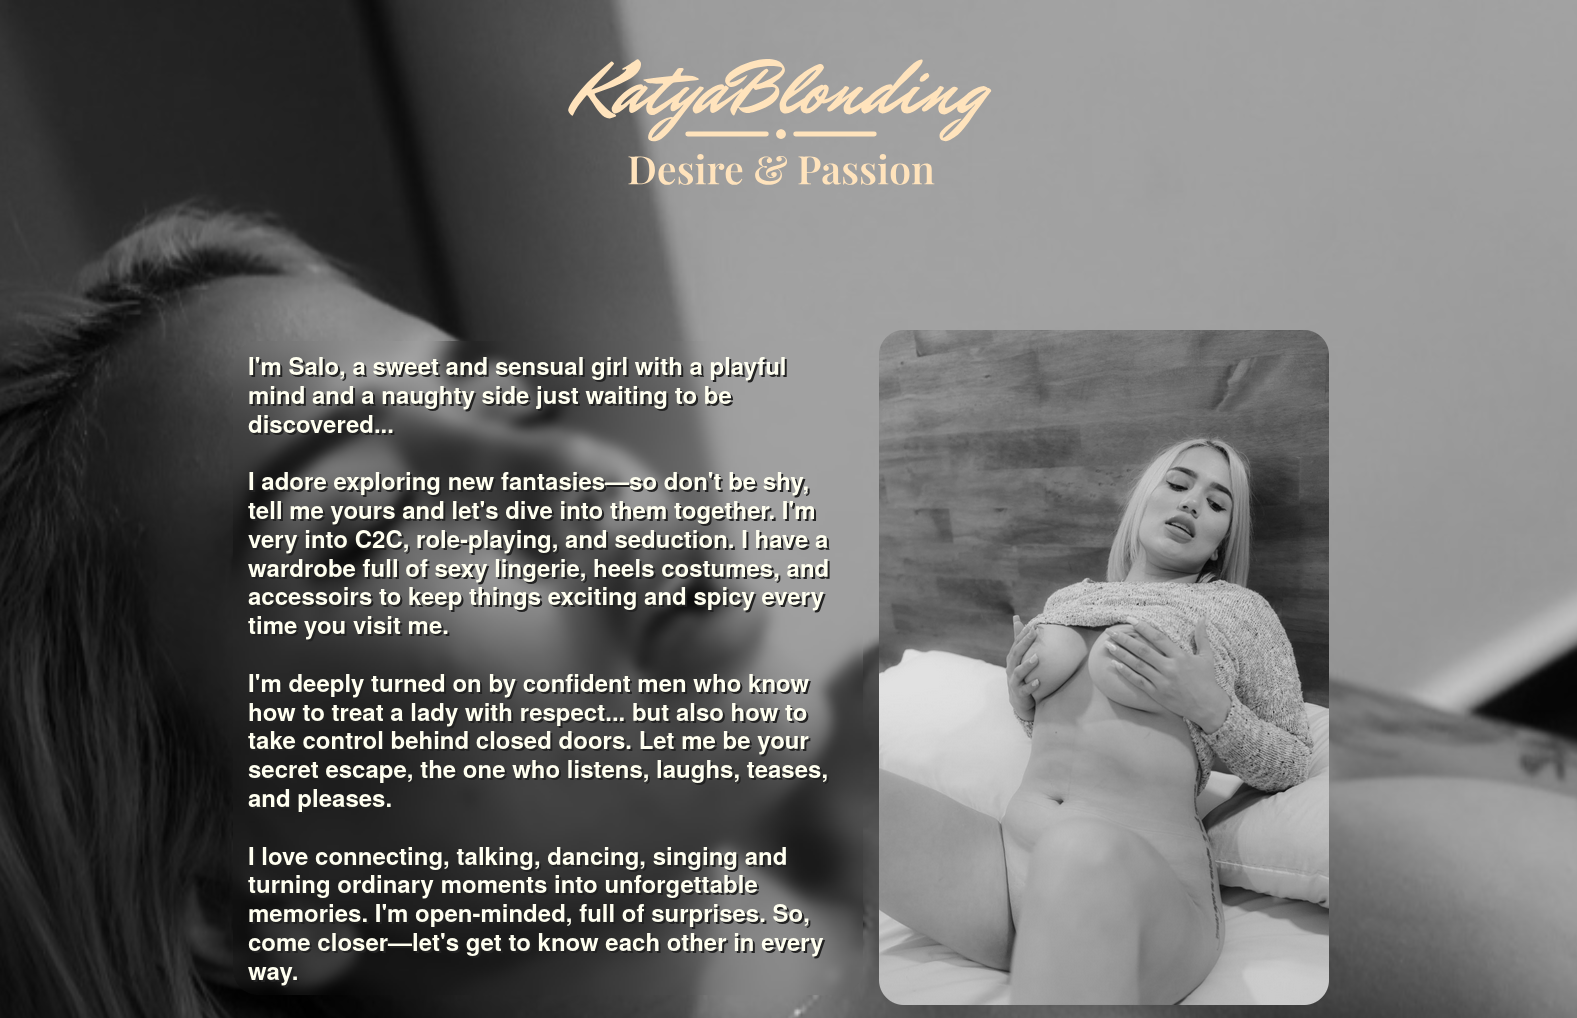 KatyaBlonding
Desire & Passion
I'm Salo, a sweet and sensual girl with a playful
mind and a naughty side just waiting to be
discovered...
I adore exploring new fantasies—so don't be shy,
tell me yours and let's dive into them together. I'm
very into C2C, role-playing, and seduction. I have a
wardrobe full of sexy lingerie, heels costumes, and
accessoirs to keep things exciting and spicy every
time you visit me.
I'm deeply turned on by confident men who know
how to treat a lady with respect... but also how to
take control behind closed doors. Let me be your
secret escape, the one who listens, laughs, teases,
and pleases.
I love connecting, talking, dancing, singing and
turning ordinary moments into unforgettable
memories. I'm open-minded, full of surprises. So,
come closer—let's get to know each other in every
way.